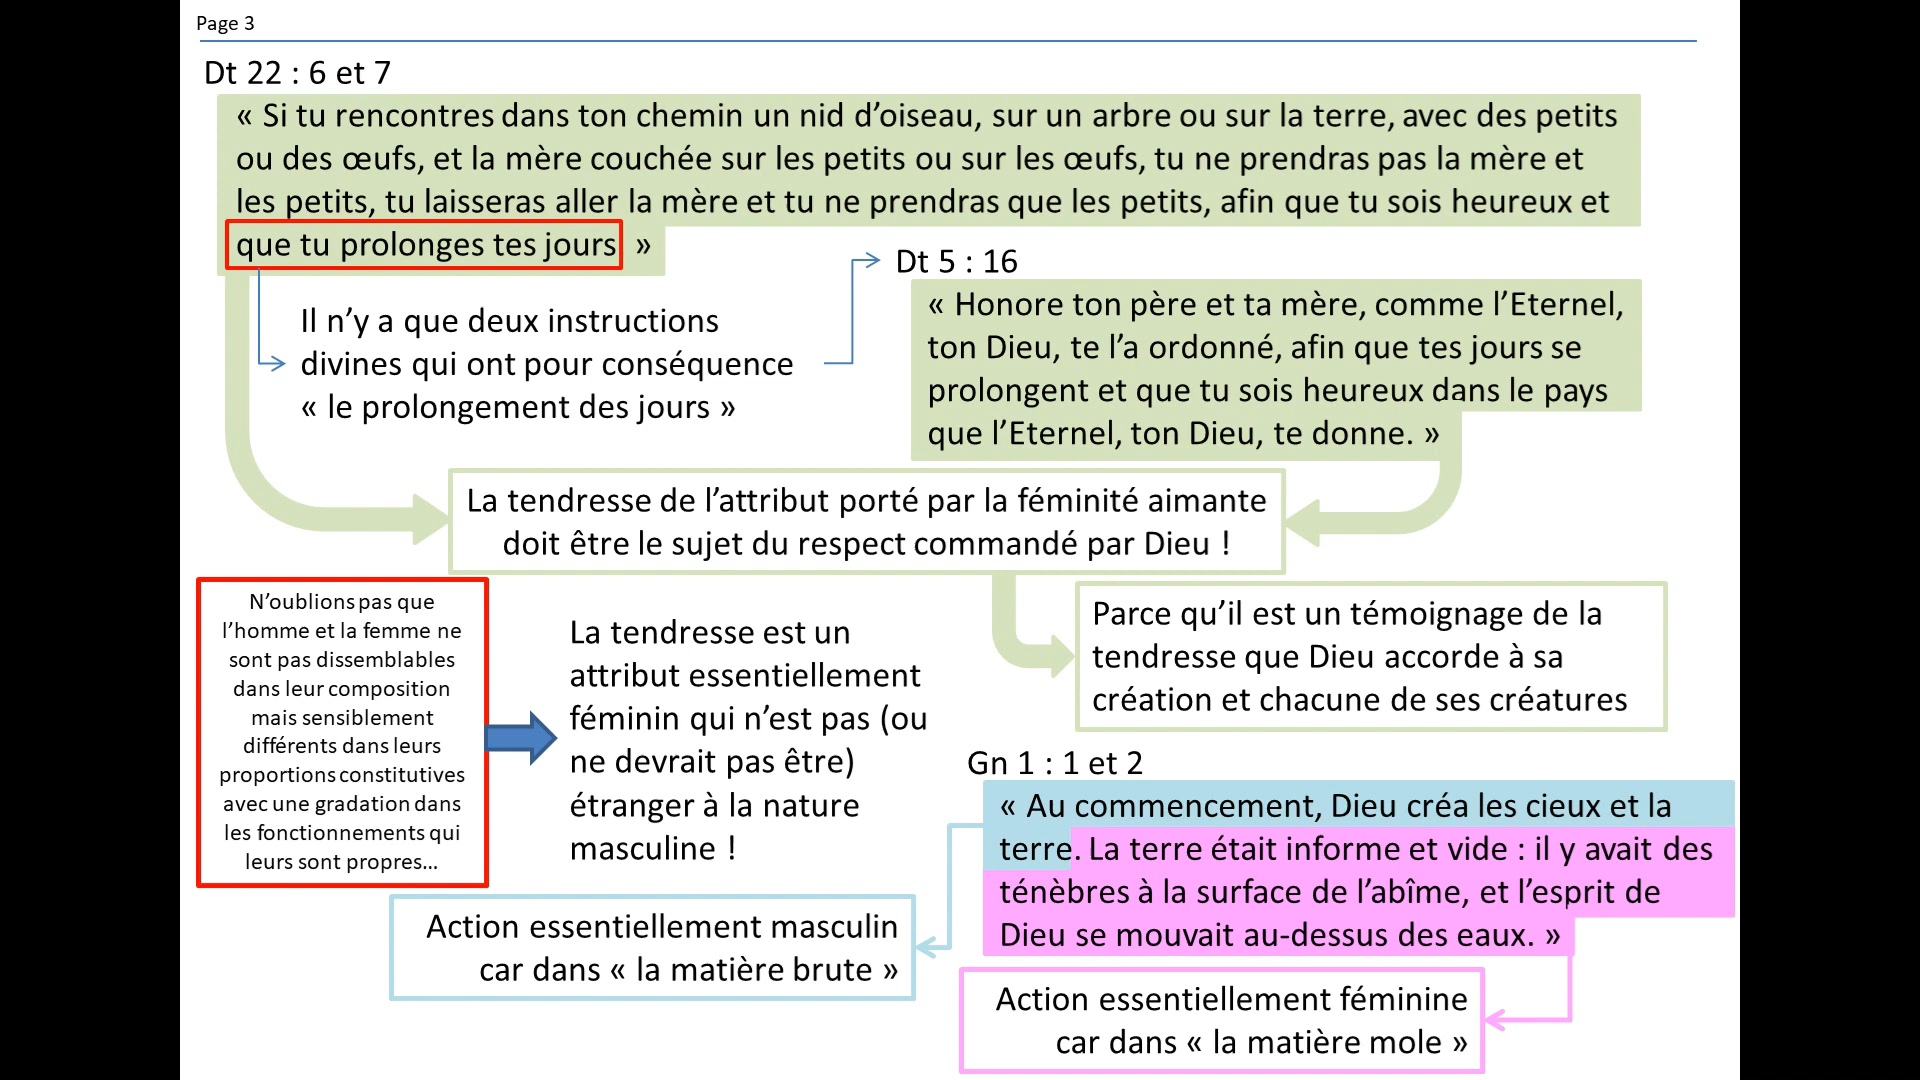 Page 3
Dt 22 : 6 et 7
« Si tu rencontres dans ton chemin un nid d’oiseau, sur un arbre ou sur la terre, avec des petits
ou des œufs, et la mère couchée sur les petits ou sur les œufs, tu ne prendras pas la mère et
les petits, tu laisseras aller la mère et tu ne prendras que les petits, afin que tu sois heureux et
que tu prolonges tes jours »
Il n’y a que deux instructions
divines qui ont pour conséquence
« le prolongement des jours »
Dt 5 : 16
« Honore ton père et ta mère, comme l’Eternel,
ton Dieu, te l’a ordonné, afin que tes jours se
prolongent et que tu sois heureux dans le pays
que l’Eternel, ton Dieu, te donne. »
La tendresse de l’attribut porté par la féminité aimante
doit être le sujet du respect commandé par Dieu !
Parce qu’il est un témoignage de la
tendresse que Dieu accorde à sa
création et chacune de ses créatures
N’oublions pas que
l’homme et la femme ne
sont pas dissemblables
dans leur composition
mais sensiblement
différents dans leurs
proportions constitutives
avec une gradation dans
les fonctionnements qui
leurs sont propres…
La tendresse est un
attribut essentiellement
féminin qui n’est pas (ou
ne devrait pas être)
étranger à la nature
masculine !
Gn 1 : 1 et 2
« Au commencement, Dieu créa les cieux et la
terre. La terre était informe et vide : il y avait des
ténèbres à la surface de l’abîme, et l’esprit de
Dieu se mouvait au-dessus des eaux. »
Action essentiellement masculin
car dans « la matière brute »
Action essentiellement féminine
car dans « la matière mole »